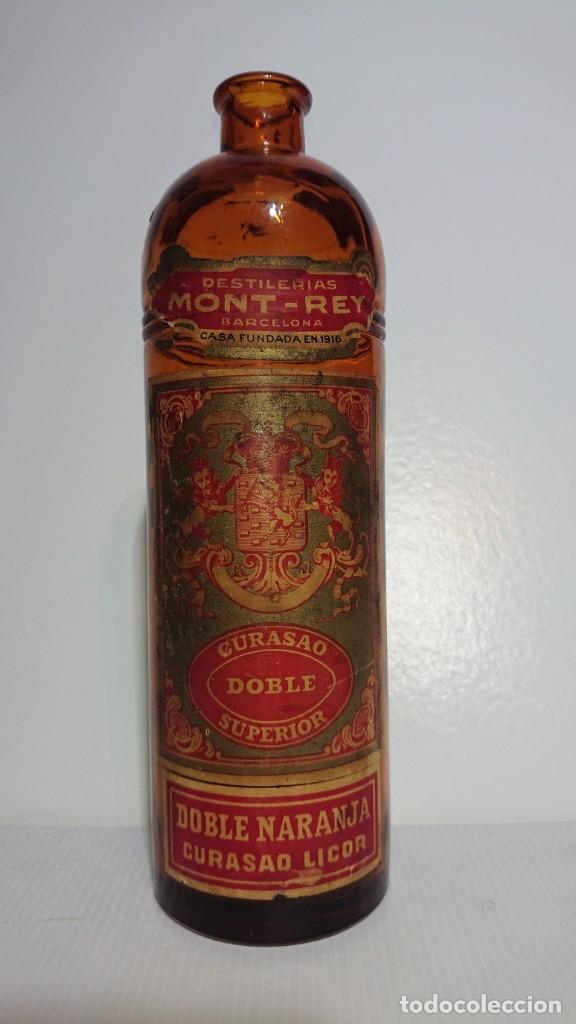 DESTILERIAS
MONT-REY
BARCELONA
CASA FUNDADA EN 1916
CURASAO
DOBLE
SUPERIOR
DOBLE NARANJA
CURASAO LICOR
todocoleccion